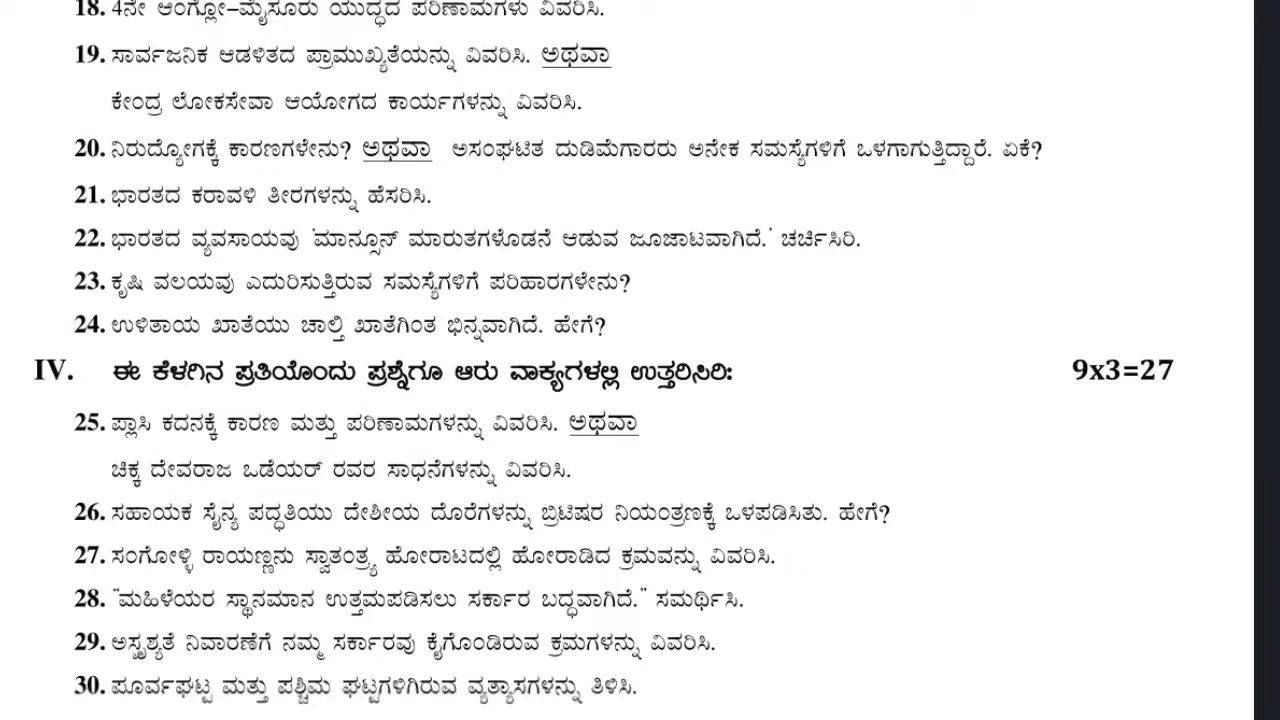 18. 4ನೇ ಆಂಗ್ಲೋ-ಮೈಸೂರು ಯುದ್ಧದ ಪರಿಣಾಮಗಳು ವಿವರಿಸಿ.
19. ಸಾರ್ವಜನಿಕ ಆಡಳಿತದ ಪ್ರಾಮುಖ್ಯತೆಯನ್ನು ವಿವರಿಸಿ. ಅಥವಾ
ಕೇಂದ್ರ ಲೋಕಸೇವಾ ಆಯೋಗದ ಕಾರ್ಯಗಳನ್ನು ವಿವರಿಸಿ.
20. ನಿರುದ್ಯೋಗಕ್ಕೆ ಕಾರಣಗಳೇನು? ಅಥವಾ ಅಸಂಘಟಿತ ದುಡಿಮೆಗಾರರು ಅನೇಕ ಸಮಸ್ಯೆಗಳಿಗೆ ಒಳಗಾಗುತ್ತಿದ್ದಾರೆ. ಏಕೆ?
21. ಭಾರತದ ಕರಾವಳಿ ತೀರಗಳನ್ನು ಹೆಸರಿಸಿ.
22. ಭಾರತದ ವ್ಯವಸಾಯವು 'ಮಾನ್ಸೂನ್ ಮಾರುತಗಳೊಡನೆ ಆಡುವ ಜೂಜಾಟವಾಗಿದೆ.' ಚರ್ಚಿಸಿರಿ.
23. ಕೃಷಿ ವಲಯವು ಎದುರಿಸುತ್ತಿರುವ ಸಮಸ್ಯೆಗಳಿಗೆ ಪರಿಹಾರಗಳೇನು?
24. ಉಳಿತಾಯ ಖಾತೆಯು ಚಾಲ್ತಿ ಖಾತೆಗಿಂತ ಭಿನ್ನವಾಗಿದೆ. ಹೇಗೆ?
IV. ಈ ಕೆಳಗಿನ ಪ್ರತಿಯೊಂದು ಪ್ರಶ್ನೆಗೂ ಆರು ವಾಕ್ಯಗಳಲ್ಲಿ ಉತ್ತರಿಸಿರಿ: 9x3=27
25. ಪ್ಲಾಸಿ ಕದನಕ್ಕೆ ಕಾರಣ ಮತ್ತು ಪರಿಣಾಮಗಳನ್ನು ವಿವರಿಸಿ. ಅಥವಾ
ಚಿಕ್ಕ ದೇವರಾಜ ಒಡೆಯರ್ ರವರ ಸಾಧನೆಗಳನ್ನು ವಿವರಿಸಿ.
26. ಸಹಾಯಕ ಸೈನ್ಯ ಪದ್ಧತಿಯು ದೇಶೀಯ ದೊರೆಗಳನ್ನು ಬ್ರಿಟಿಷರ ನಿಯಂತ್ರಣಕ್ಕೆ ಒಳಪಡಿಸಿತು. ಹೇಗೆ?
27. ಸಂಗೋಳ್ಳಿ ರಾಯಣ್ಣನು ಸ್ವಾತಂತ್ರ್ಯ ಹೋರಾಟದಲ್ಲಿ ಹೋರಾಡಿದ ಕ್ರಮವನ್ನು ವಿವರಿಸಿ.
28. "ಮಹಿಳೆಯರ ಸ್ಥಾನಮಾನ ಉತ್ತಮಪಡಿಸಲು ಸರ್ಕಾರ ಬದ್ಧವಾಗಿದೆ." ಸಮರ್ಥಿಸಿ.
29. ಅಸ್ಪೃಶ್ಯತೆ ನಿವಾರಣೆಗೆ ನಮ್ಮ ಸರ್ಕಾರವು ಕೈಗೊಂಡಿರುವ ಕ್ರಮಗಳನ್ನು ವಿವರಿಸಿ.
30. ಪೂರ್ವಘಟ್ಟ ಮತ್ತು ಪಶ್ಚಿಮ ಘಟ್ಟಗಳಿಗಿರುವ ವ್ಯತ್ಯಾಸಗಳನ್ನು ತಿಳಿಸಿ.